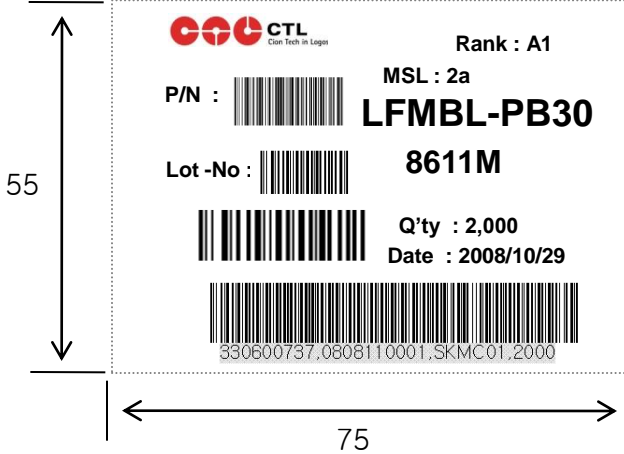 CTL
Cion Tech in Logos
Rank : A1
MSL : 2a
P/N :
LFMBL-PB30
Lot -No :
8611M
55
Q'ty : 2,000
Date : 2008/10/29
330600737,0808110001,SKMC01,2000
75